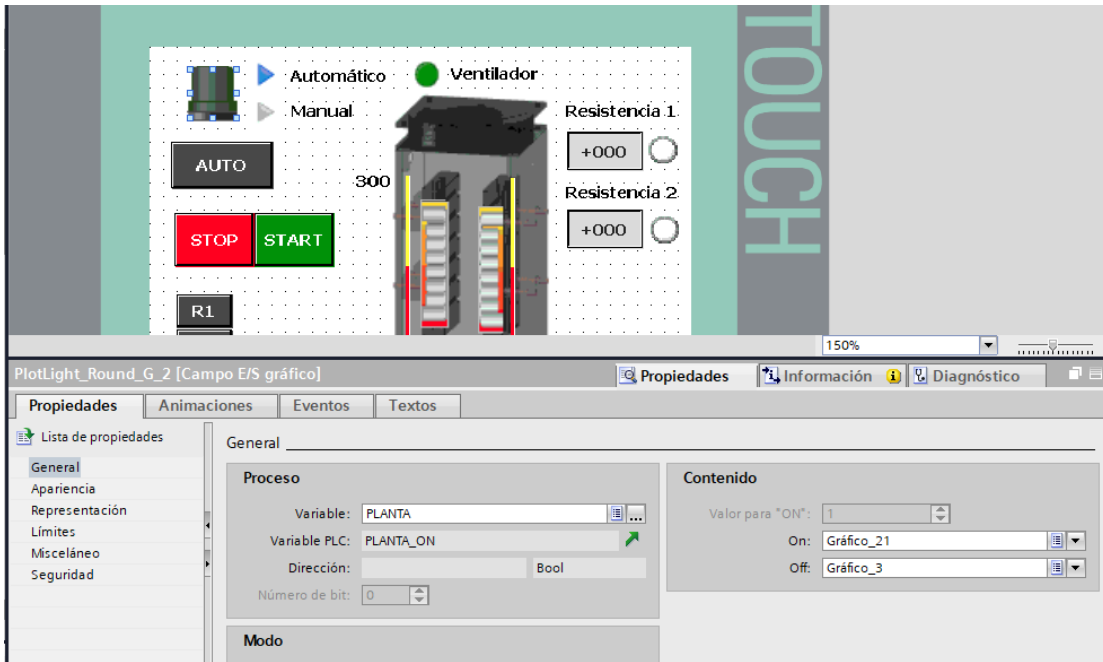 TOUCH
Automático
Ventilador
Manual
Resistencia 1
+000
AUTO
300
Resistencia 2
+000
STOP
START
R1
150%
PlotLight_Round_G_2 [Campo E/S gráfico]
Propiedades
Información
Diagnóstico
Propiedades
Animaciones
Eventos
Textos
Lista de propiedades
General
Apariencia
Representación
Límites
Misceláneo
Seguridad
General
Proceso
Variable: PLANTA
...
Variable PLC: PLANTA_ON
Dirección:
Bool
Número de bit: 0
Modo
Contenido
Valor para "ON": 1
On: Gráfico_21
Off: Gráfico_3